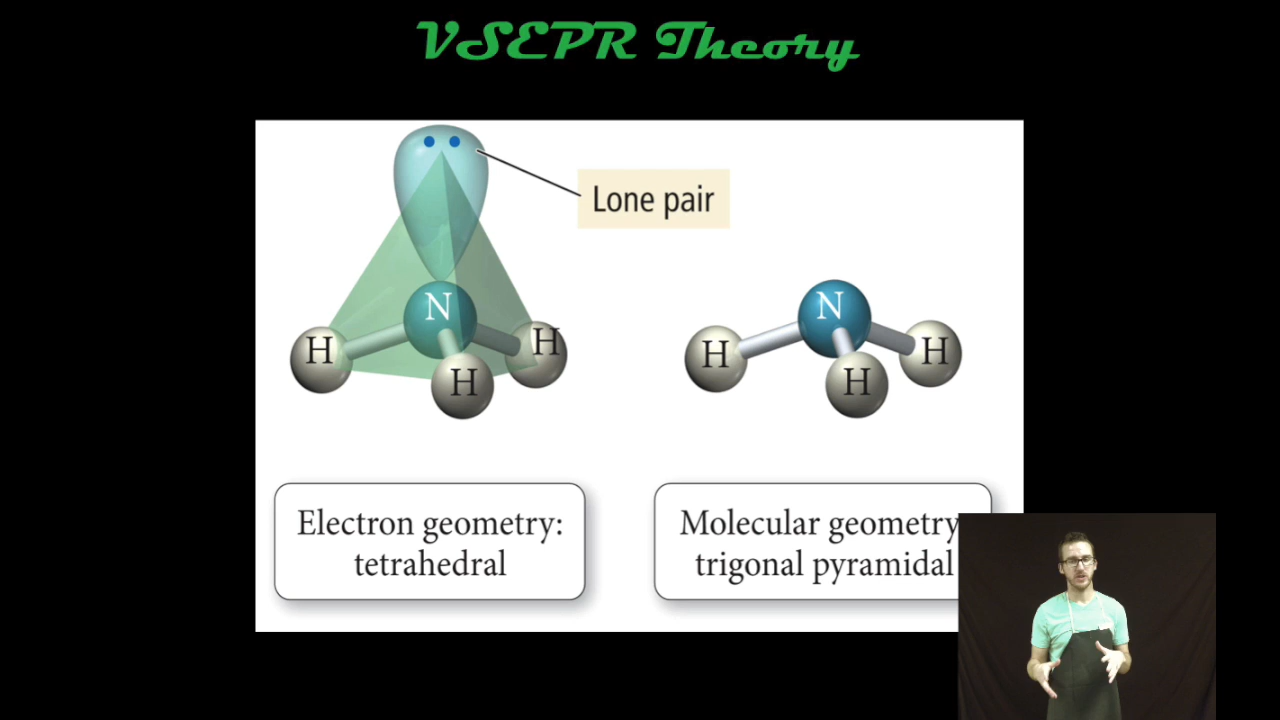 VSEPR Theory
Lone pair
N
H
H
H
N
H
H
H
Electron geometry:
tetrahedral
Molecular geometry
trigonal pyramidal